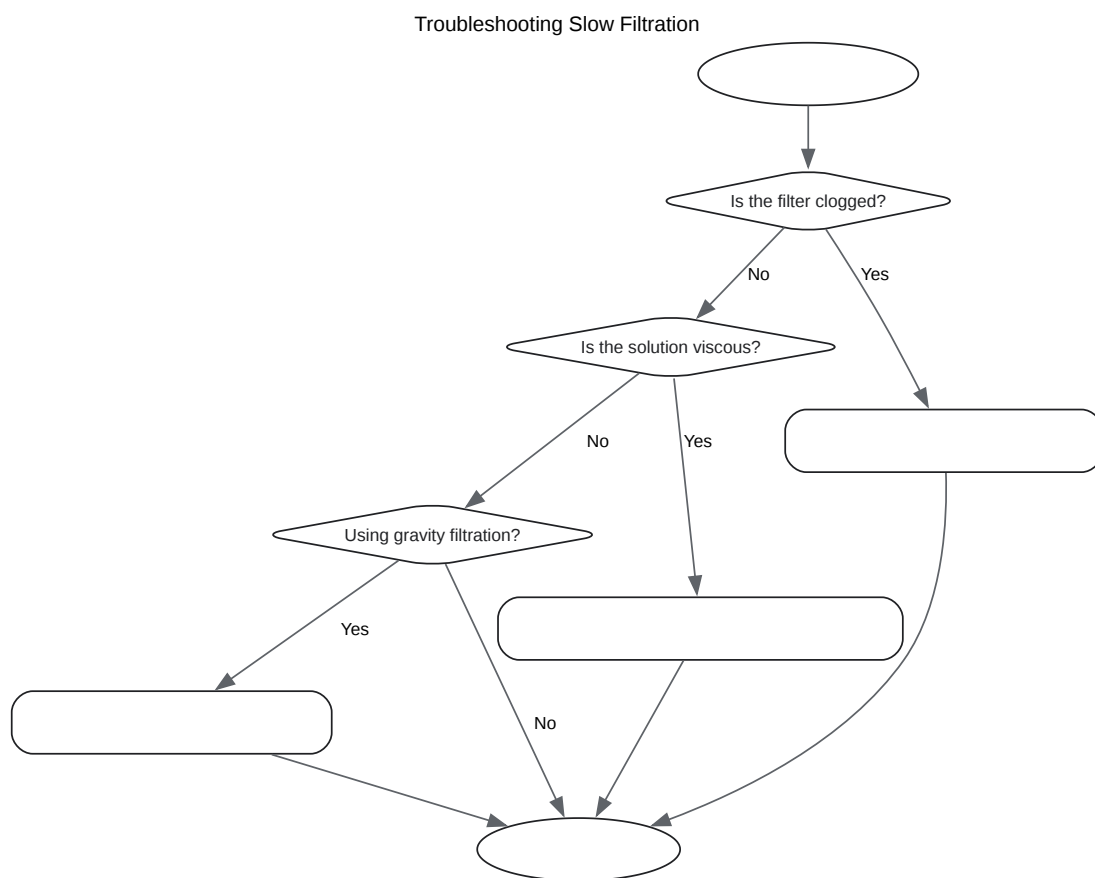 Troubleshooting Slow Filtration
Is the filter clogged?
No
Yes
Is the solution viscous?
No
Yes
Using gravity filtration?
Yes
No